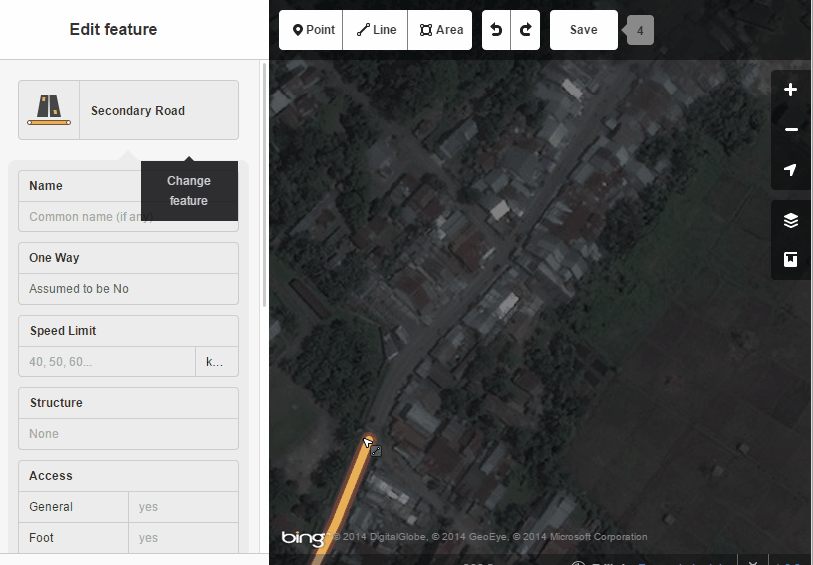 Edit feature
Point
Line
Area
Save
4
Secondary Road
Change
feature
Name
Common name (if any)
One Way
Assumed to be No
Speed Limit
40, 50, 60...
k...
Structure
None
Access
General
yes
Foot
yes
bing
© 2014 DigitalGlobe, © 2014 GeoEye, © 2014 Microsoft Corporation